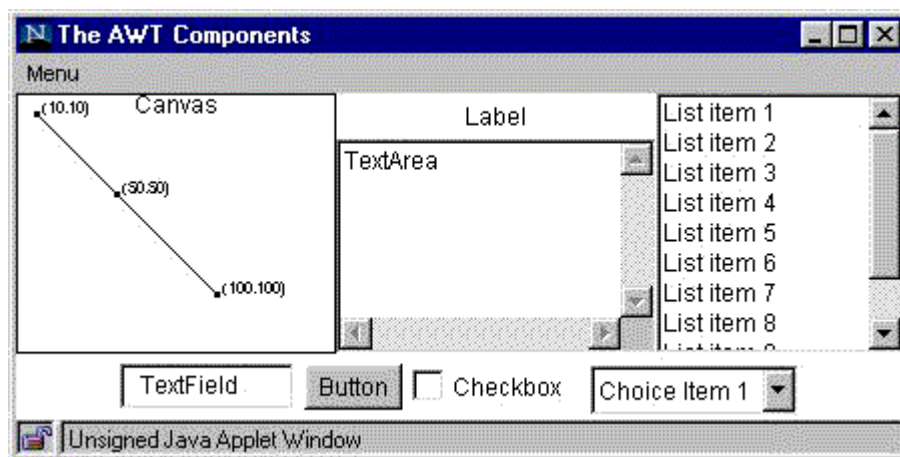 N The AWT Components
Menu
Canvas
(10.10)
(50.50)
(100.100)
Label
TextArea
List item 1
List item 2
List item 3
List item 4
List item 5
List item 6
List item 7
List item 8
TextField
Button
Checkbox
Choice Item 1
Unsigned Java Applet Window